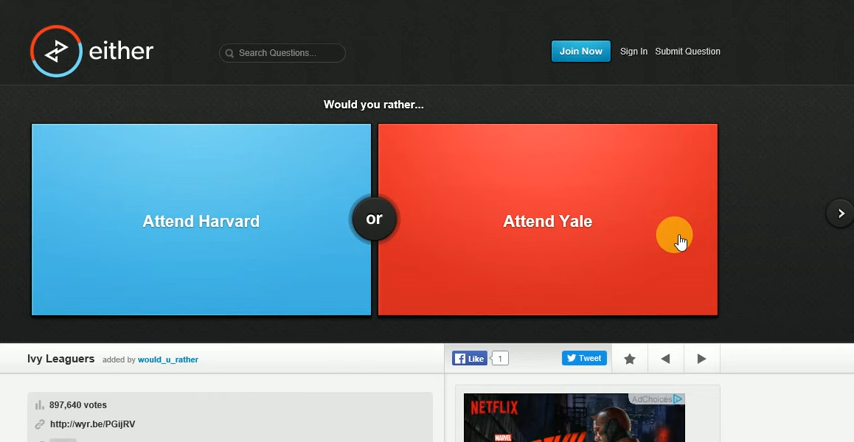 either
Search Questions...
Join Now
Sign In
Submit Question
Would you rather...
Attend Harvard
or
Attend Yale
Ivy Leaguers
added by would_u_rather
Like
1
Tweet
897,640 votes
http://wyr.be/PGijRV
AdChoices
NETFLIX
MARVEL